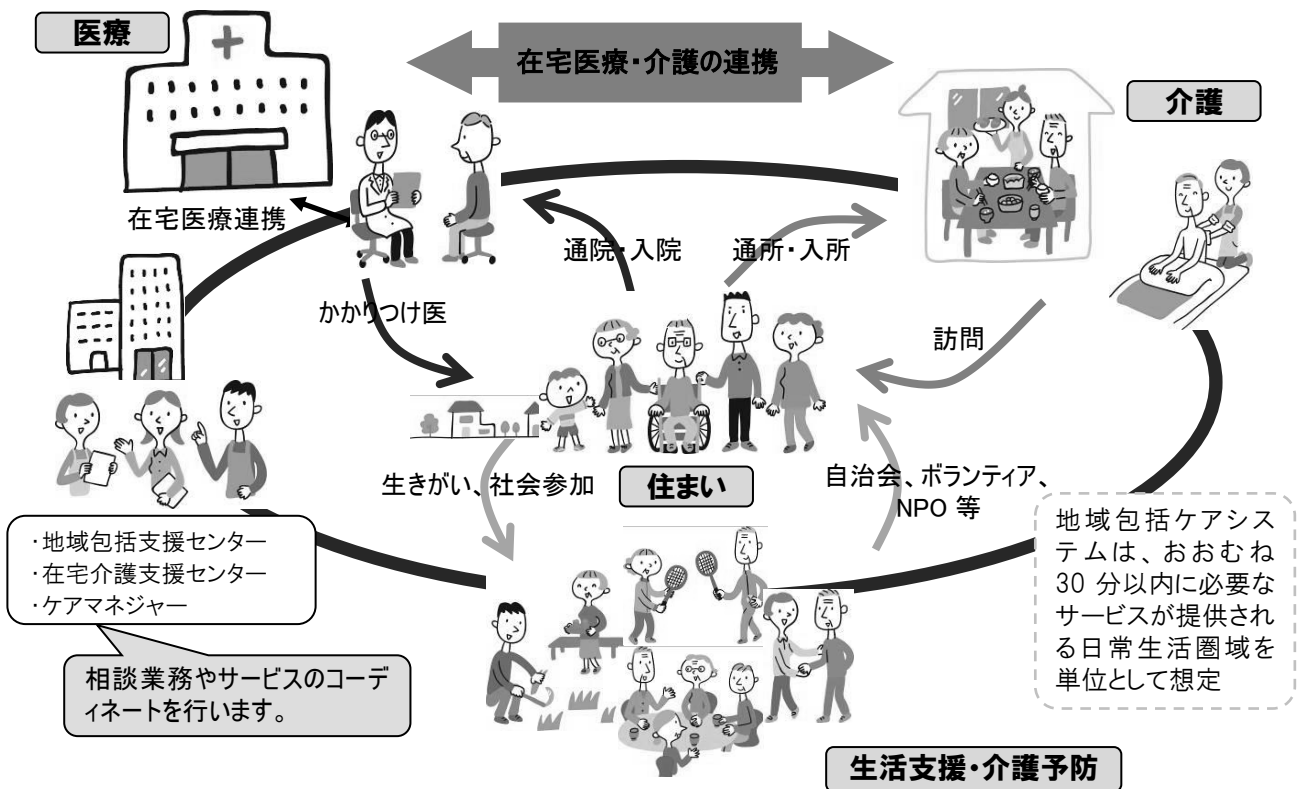 医療
在宅医療・介護の連携
介護
在宅医療連携
通院・入院
通所・入所
かかりつけ医
訪問
生きがい、社会参加
住まい
自治会、ボランティア、
NPO 等
・地域包括支援センター
・在宅介護支援センター
・ケアマネジャー
相談業務やサービスのコーデ
ィネートを行います。
地域包括ケアシス
テムは、おおむね
30 分以内に必要な
サービスが提供され
る日常生活圏域を
単位として想定
生活支援・介護予防